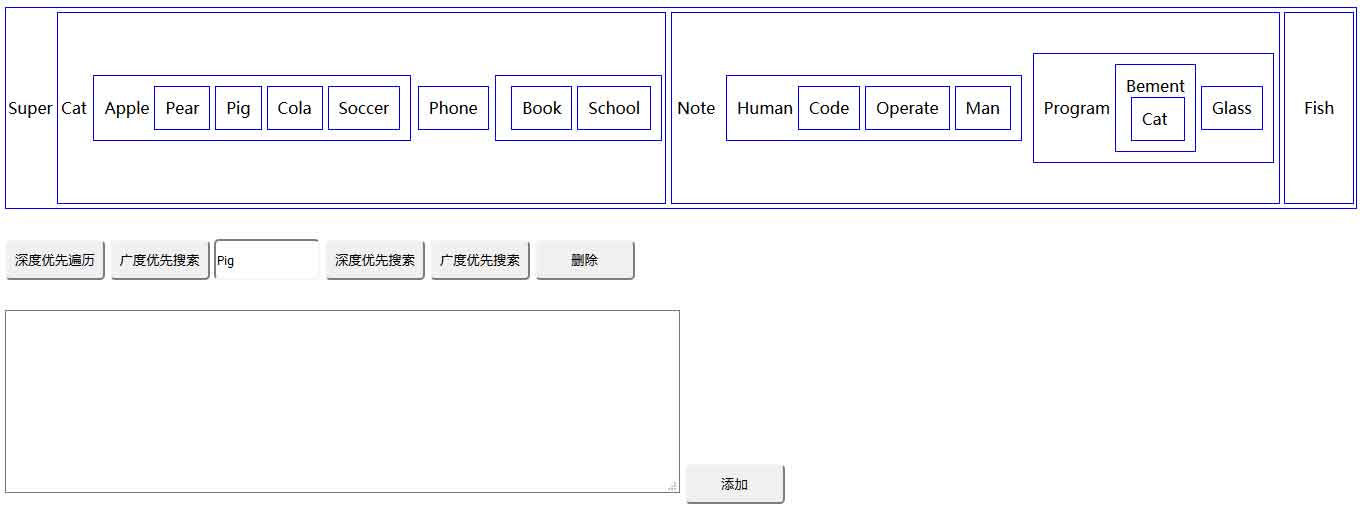 Super Cat Apple Pear Pig Cola Soccer Phone Book School Note Human Code Operate Man Program Bement Cat Glass Fish
深度优先遍历 广度优先搜索 Pig 深度优先搜索 广度优先搜索 删除
添加